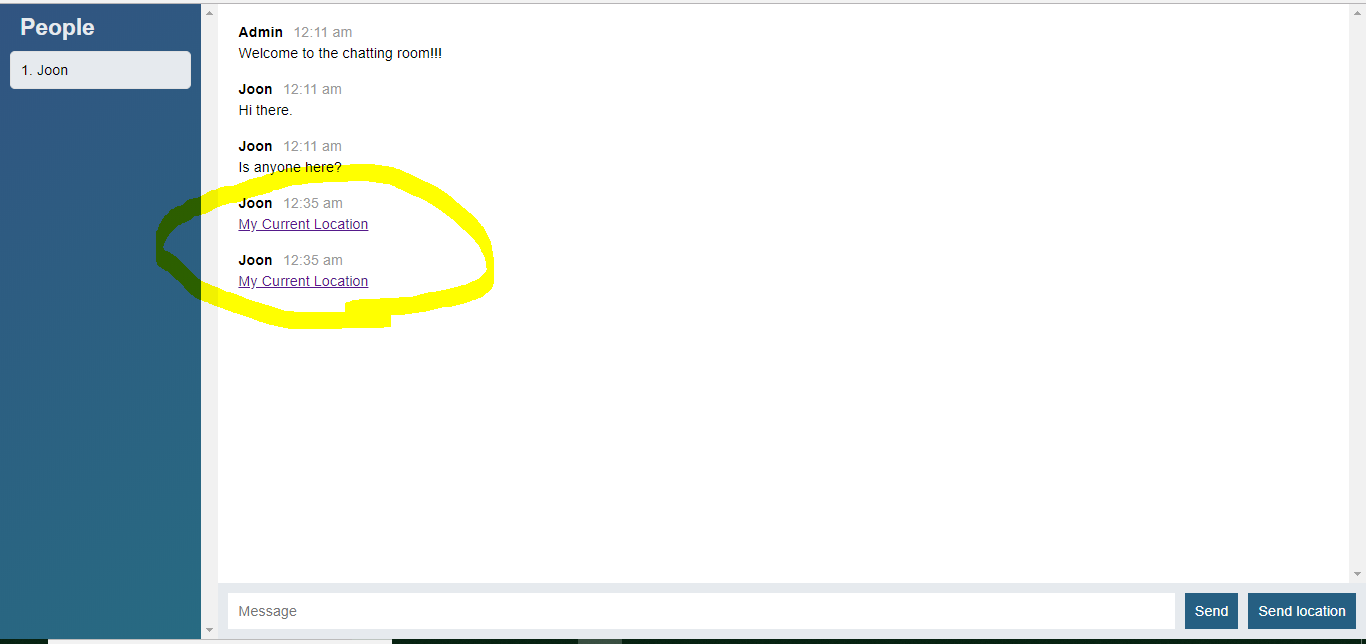 People
1. Joon
Admin 12:11 am
Welcome to the chatting room!!!
Joon 12:11 am
Hi there.
Joon 12:11 am
Is anyone here?
Joon 12:35 am
My Current Location
Joon 12:35 am
My Current Location
Message
Send
Send location